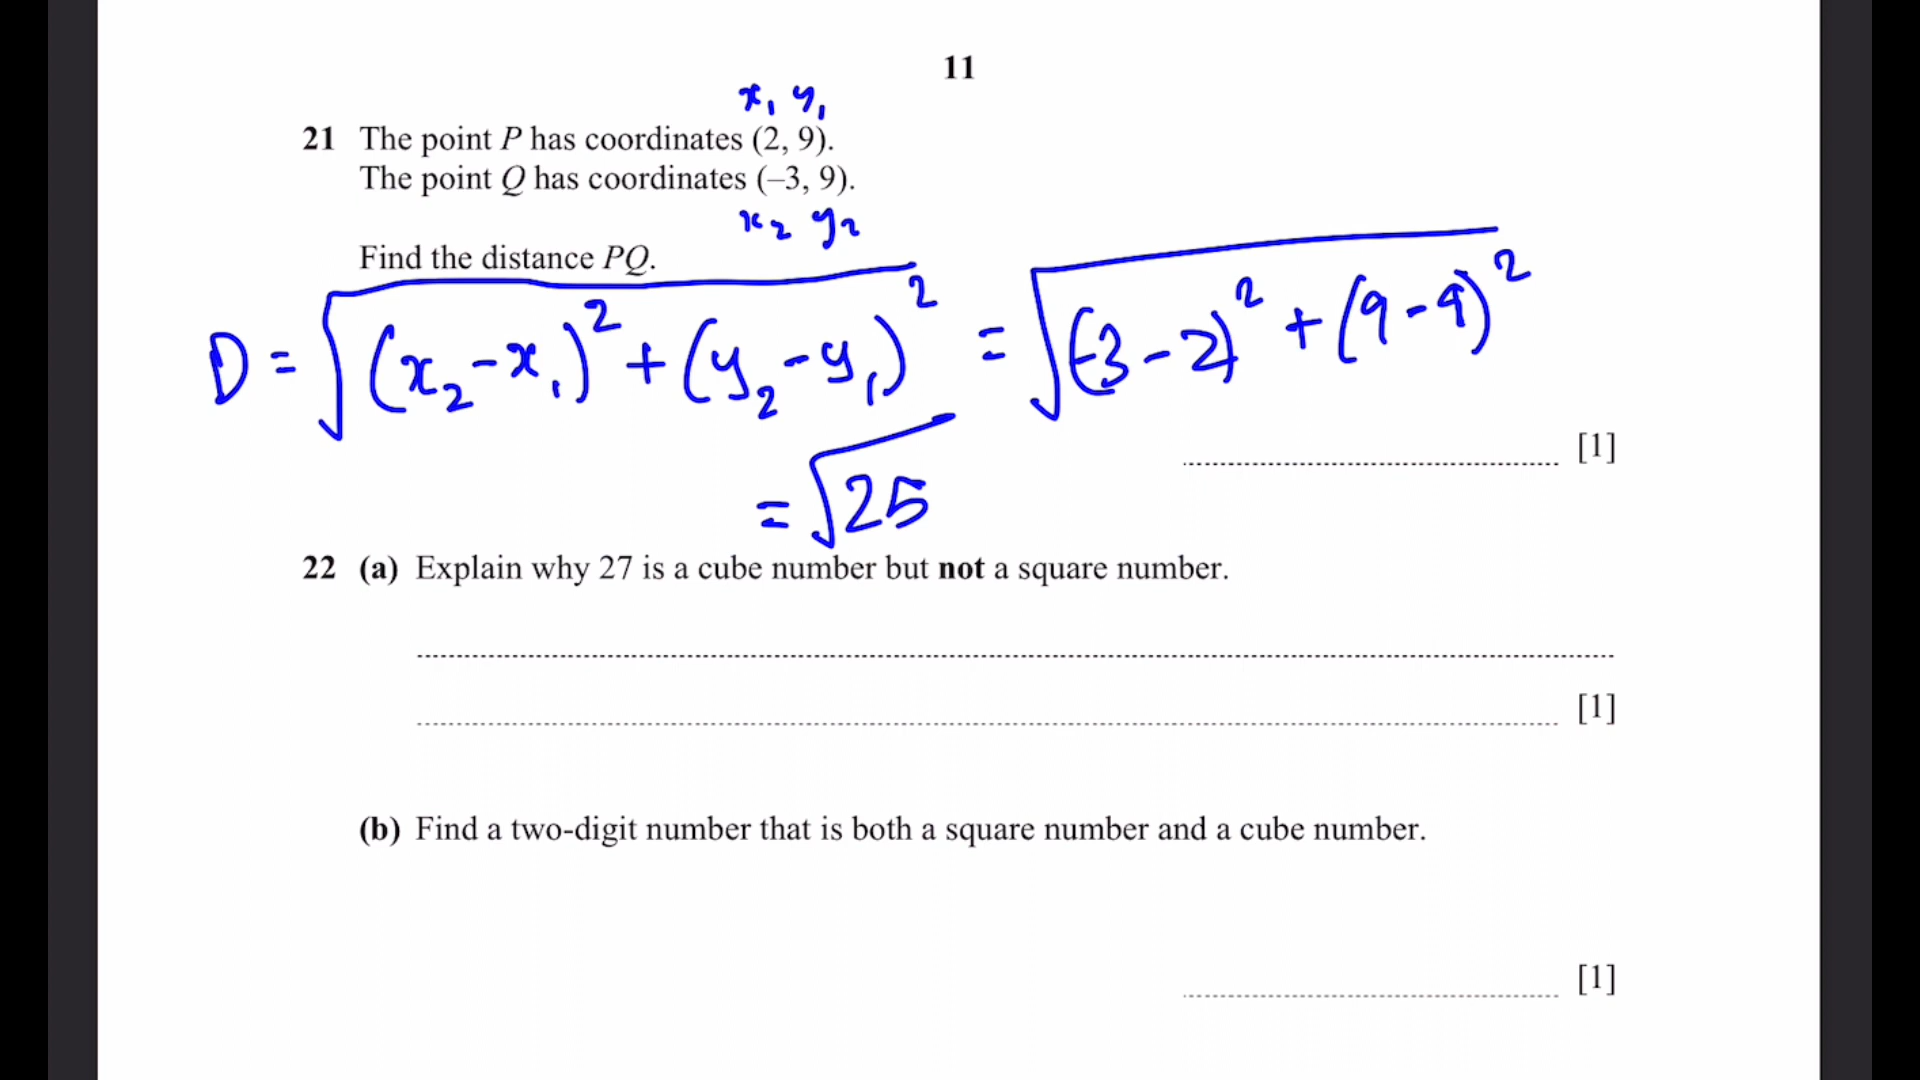 11
x₁ y₁
21 The point P has coordinates (2, 9).
The point Q has coordinates (–3, 9).
x₂ y₂
Find the distance PQ.
D = √(x₂ - x₁)² + (y₂ - y₁)² = √(-3 - 2)² + (9 - 9)²
[1]
= √25
22 (a) Explain why 27 is a cube number but not a square number.
[1]
(b) Find a two-digit number that is both a square number and a cube number.
[1]